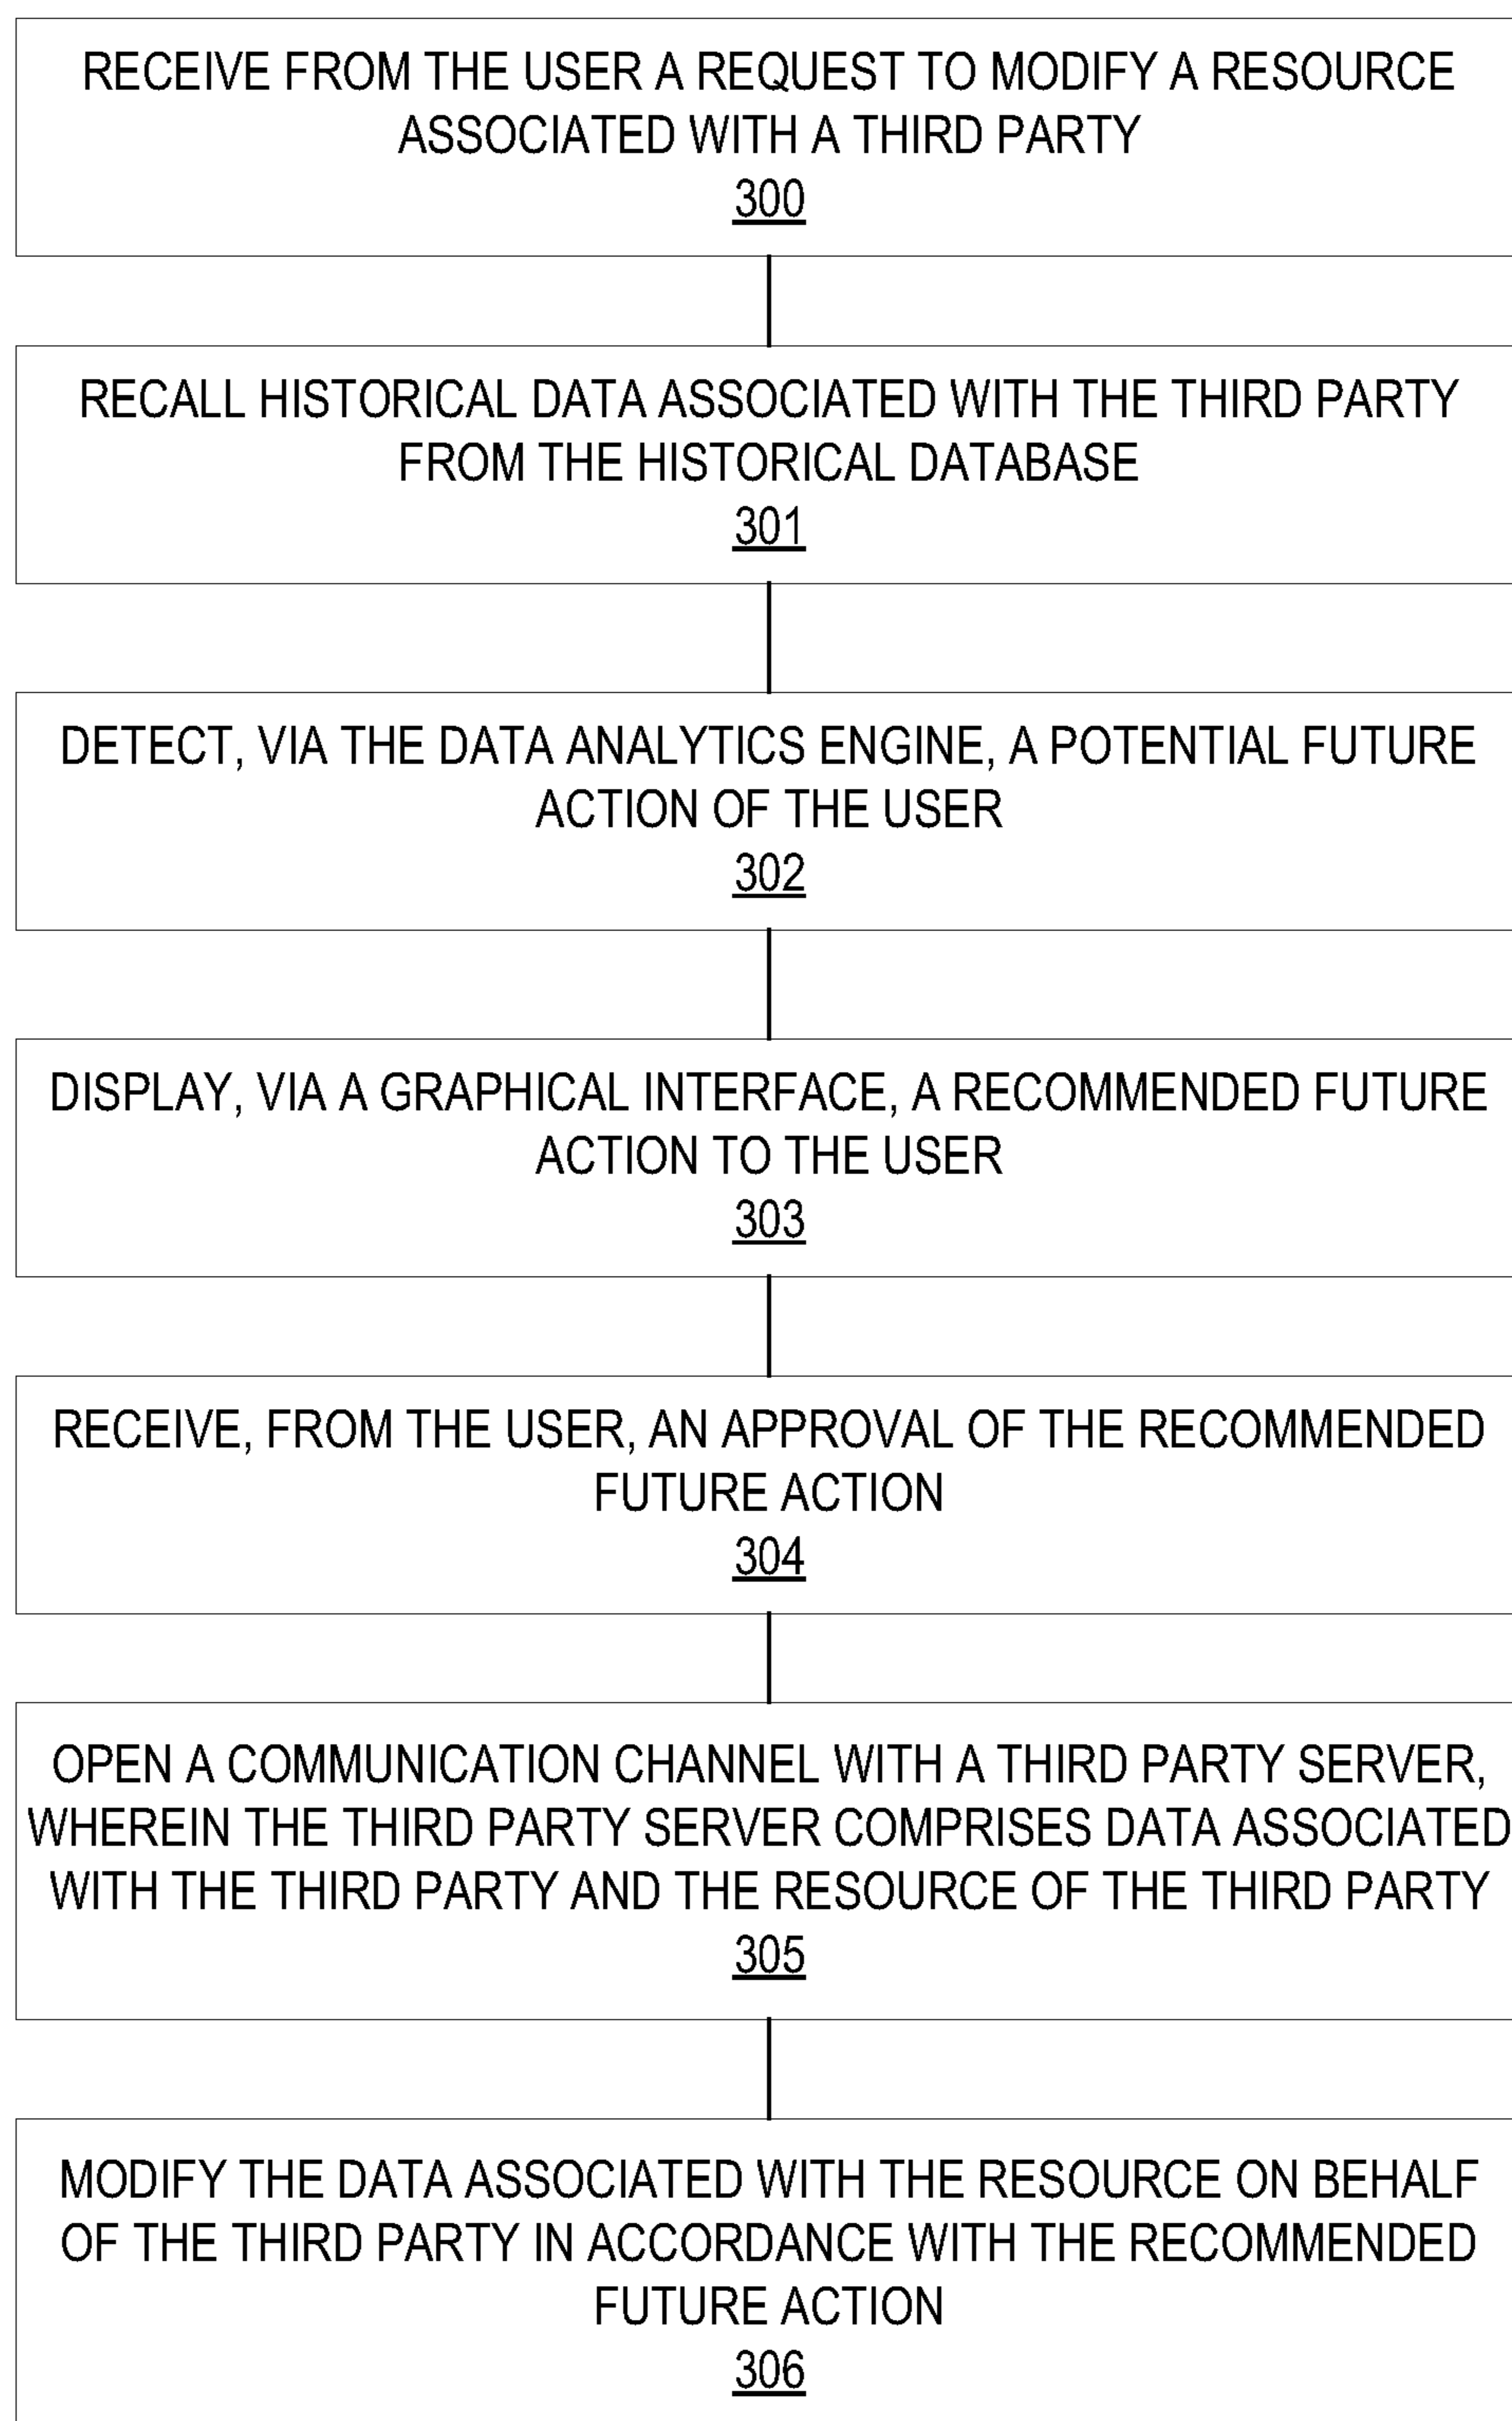 RECEIVE FROM THE USER A REQUEST TO MODIFY A RESOURCE
ASSOCIATED WITH A THIRD PARTY
300
RECALL HISTORICAL DATA ASSOCIATED WITH THE THIRD PARTY
FROM THE HISTORICAL DATABASE
301
DETECT, VIA THE DATA ANALYTICS ENGINE, A POTENTIAL FUTURE
ACTION OF THE USER
302
DISPLAY, VIA A GRAPHICAL INTERFACE, A RECOMMENDED FUTURE
ACTION TO THE USER
303
RECEIVE, FROM THE USER, AN APPROVAL OF THE RECOMMENDED
FUTURE ACTION
304
OPEN A COMMUNICATION CHANNEL WITH A THIRD PARTY SERVER,
WHEREIN THE THIRD PARTY SERVER COMPRISES DATA ASSOCIATED
WITH THE THIRD PARTY AND THE RESOURCE OF THE THIRD PARTY
305
MODIFY THE DATA ASSOCIATED WITH THE RESOURCE ON BEHALF
OF THE THIRD PARTY IN ACCORDANCE WITH THE RECOMMENDED
FUTURE ACTION
306